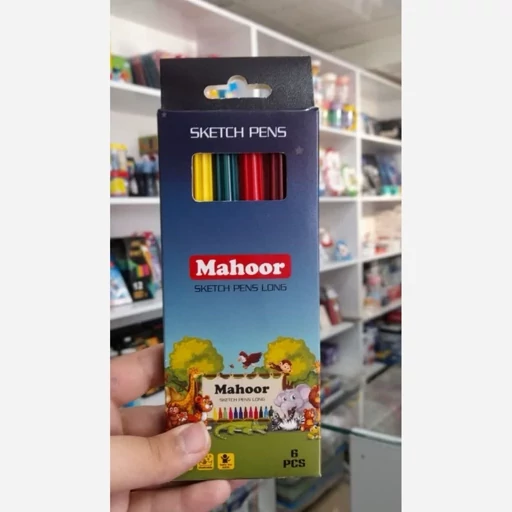 SKETCH PENS
Mahoor
SKETCH PENS LONG
Mahoor
SKETCH PENS LONG
6
PCS